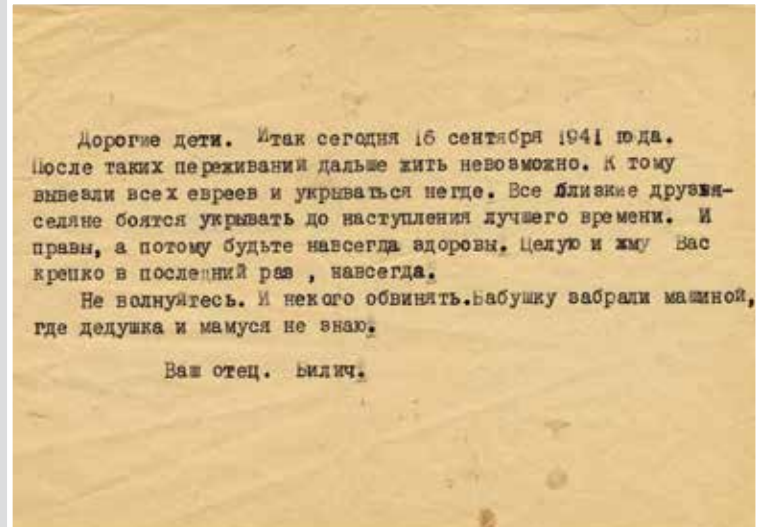 Дорогие дети. Итак сегодня 16 сентября 1941 года.
После таких переживании дальше жить невозможно. К тому
вывезли всех евреев и укрываться негде. Все близкие друзья-
селяне боятся укрывать до наступления лучшего времени. И
правы, а потому будьте навсегда здоровы. Целую и жму Вас
крепко в последний раз , навсегда.
Не волнуйтесь. И некого обвинять.Бабушку забрали машиной,
где дедушка и мамуся не знаю.
Ваш отец. Билич.